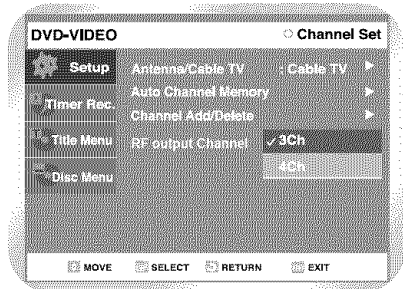 DVD-VIDEO Channel Set
Setup Antenna/Cable TV : Cable TV
Auto Channel Memory
Timer Rec.
Channel Add/Delete
Title Menu RF output Channel ✓ 3Ch
4Ch
Disc Menu
MOVE SELECT RETURN EXIT